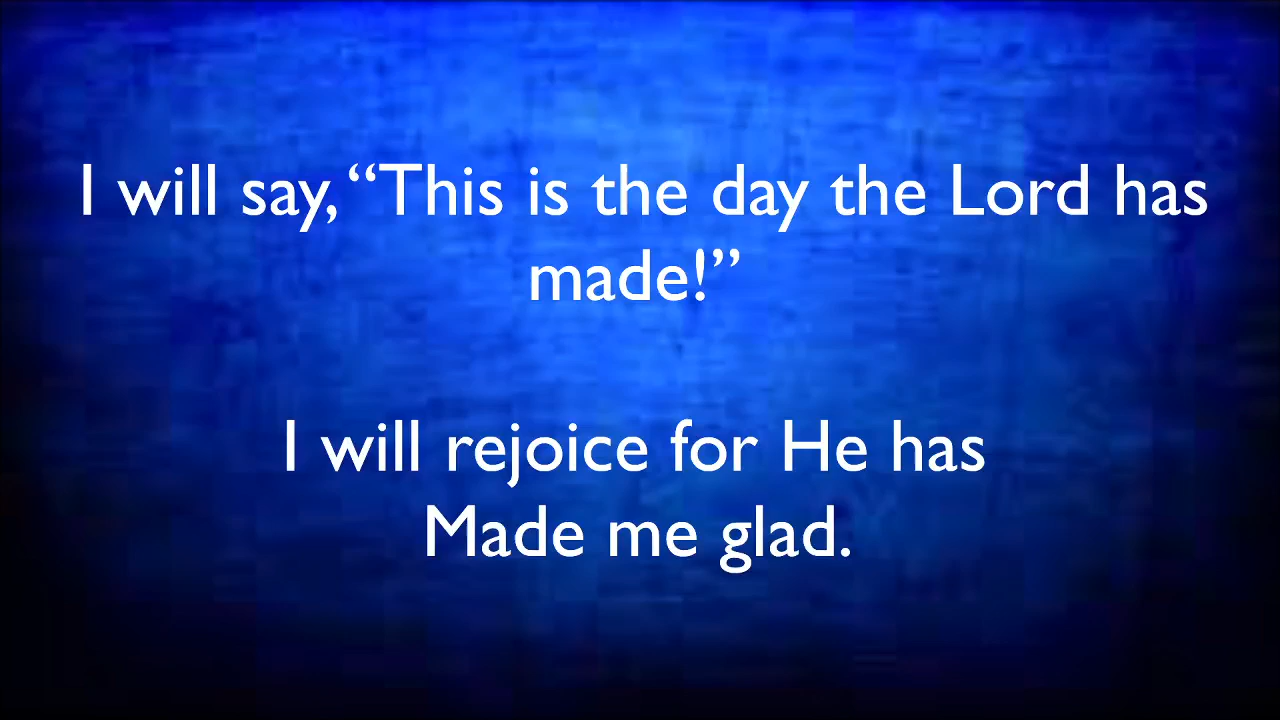 I will say, “This is the day the Lord has
made!”
I will rejoice for He has
Made me glad.